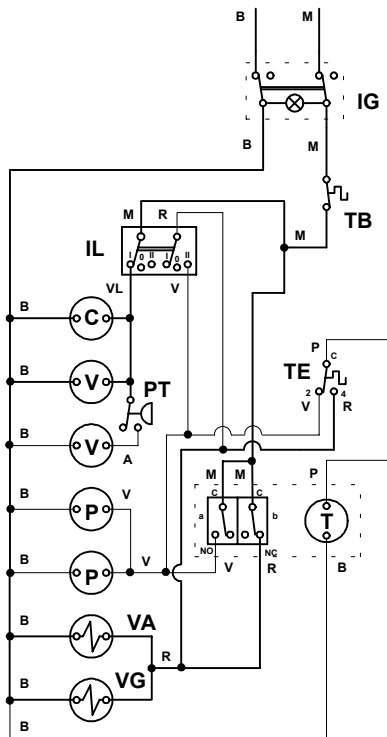 B M
IG
B M
TB
M R M
IL
I 0 II I 0 II
VL V
B C
P C
B V PT TE
2 4
V R
B V A
M M P
C C
B P V a b T
NO NC
B P V V R B
VA
B
R
VG
B
B